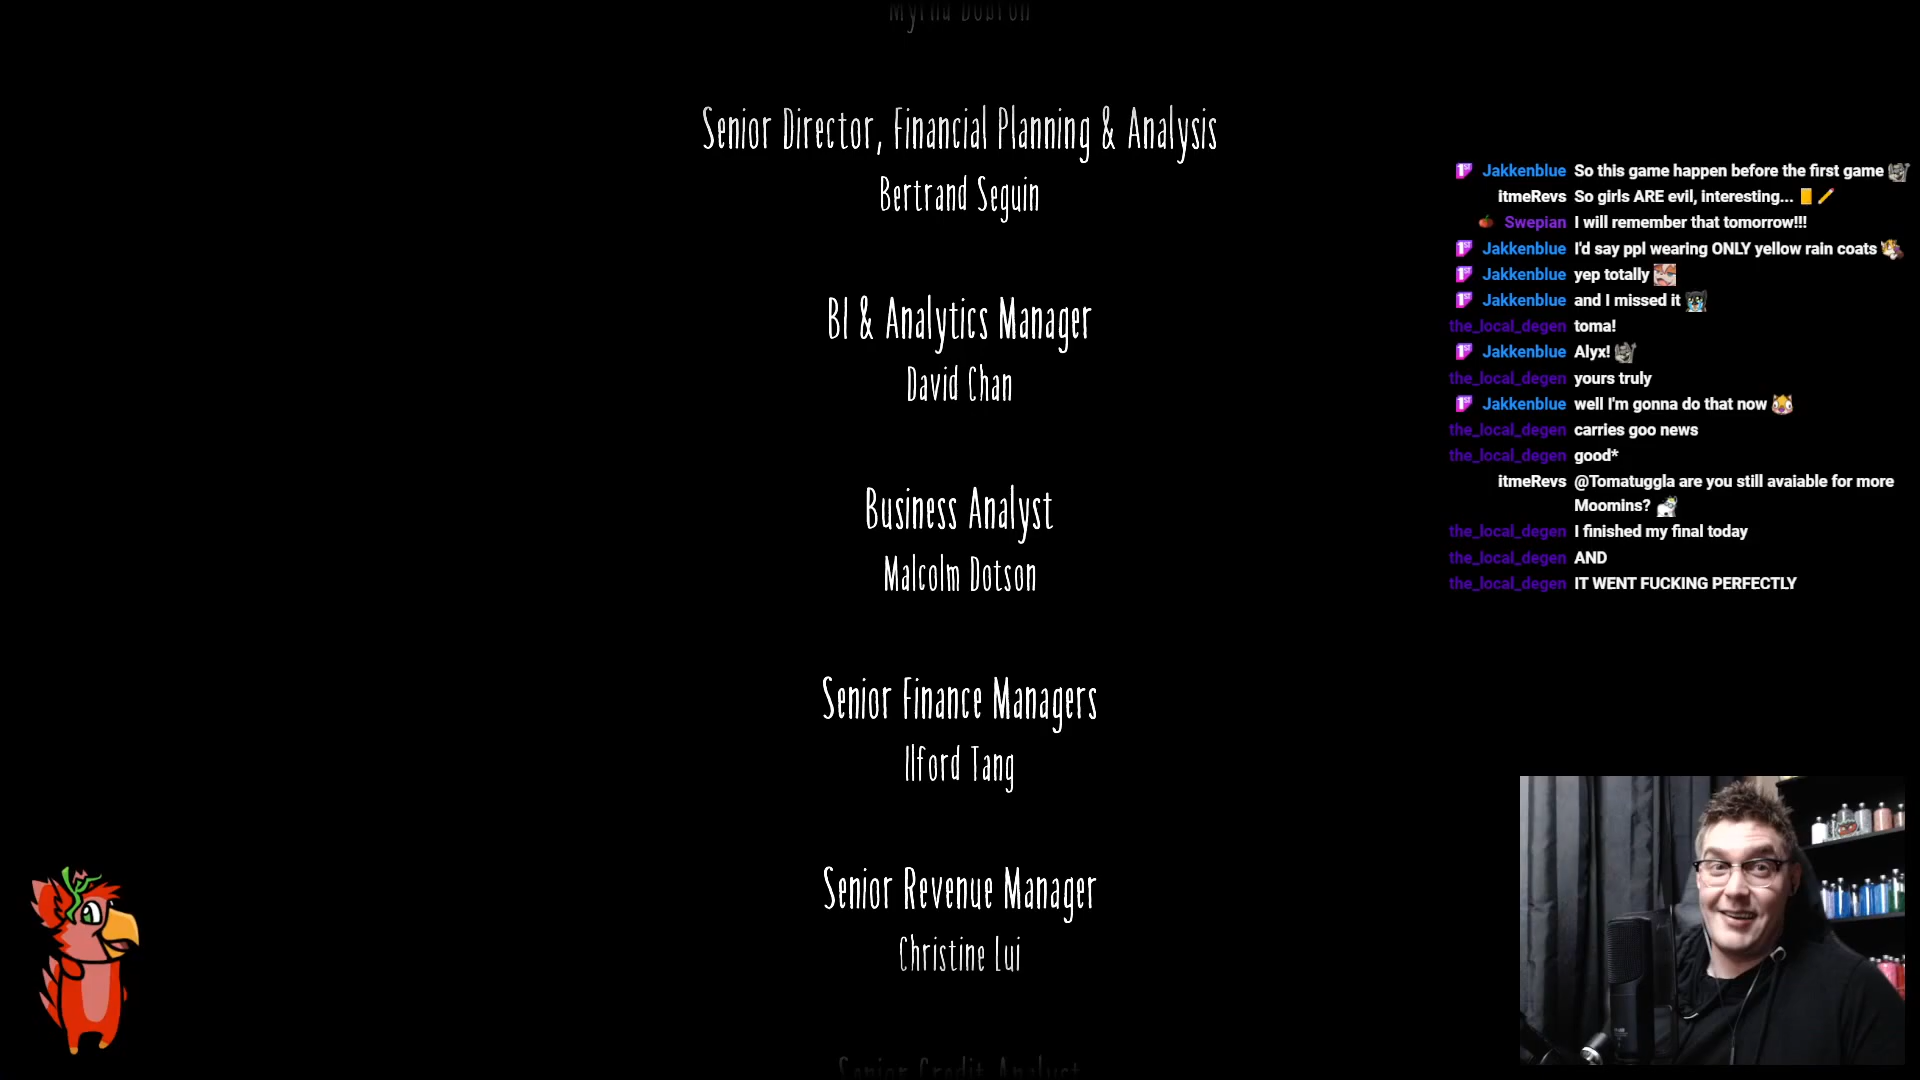 Senior Director, Financial Planning & Analysis
Bertrand Seguin
BI & Analytics Manager
David Chan
Business Analyst
Malcolm Dotson
Senior Finance Managers
Ilford Tang
Senior Revenue Manager
Christine Lui
Senior Credit Analyst
Jakkenblue So this game happen before the first game
itmeRevs So girls ARE evil, interesting...
Swepian I will remember that tomorrow!!!
Jakkenblue I'd say ppl wearing ONLY yellow rain coats
Jakkenblue yep totally
Jakkenblue and I missed it
the_local_degen toma!
Jakkenblue Alyx!
the_local_degen yours truly
Jakkenblue well I'm gonna do that now
the_local_degen carries goo news
the_local_degen good*
itmeRevs @Tomatuggla are you still avaiable for more
Moomins?
the_local_degen I finished my final today
the_local_degen AND
the_local_degen IT WENT FUCKING PERFECTLY